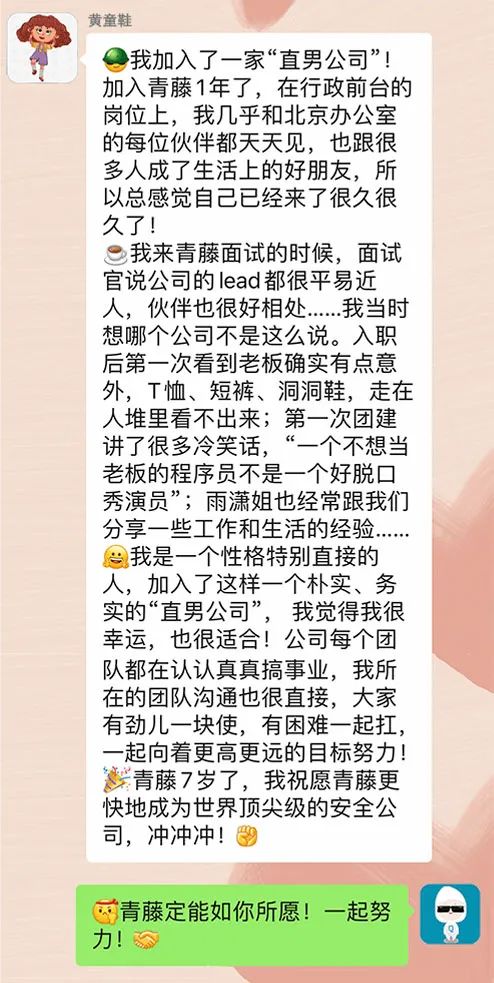 黄童鞋
我加入了一家“直男公司”！
加入青藤1年了，在行政前台的
岗位上，我几乎和北京办公室
的每位伙伴都天天见，也跟很
多人成了生活上的好朋友，所
以总感觉自己已经来了很久很
久了！
☕我来青藤面试的时候，面试
官说公司的lead都很平易近
人，伙伴也很好相处……我当时
想哪个公司不是这么说。入职
后第一次看到老板确实有点意
外，T恤、短裤、洞洞鞋，走在
人堆里看不出来；第一次团建
讲了很多冷笑话，“一个不想当
老板的程序员不是一个好脱口
秀演员”；雨潇姐也经常跟我们
分享一些工作和生活的经验……
🤗我是一个性格特别直接的
人，加入了这样一个朴实、务
实的“直男公司”， 我觉得我很
幸运，也很适合！公司每个团
队都在认认真真搞事业，我所
在的团队沟通也很直接，大家
有劲儿一块使，有困难一起扛，
一起向着更高更远的目标努力！
🎉青藤7岁了，我祝愿青藤更
快地成为世界顶尖级的安全公
司，冲冲冲！✊
青藤定能如你所愿！一起努
力！🤝
Q